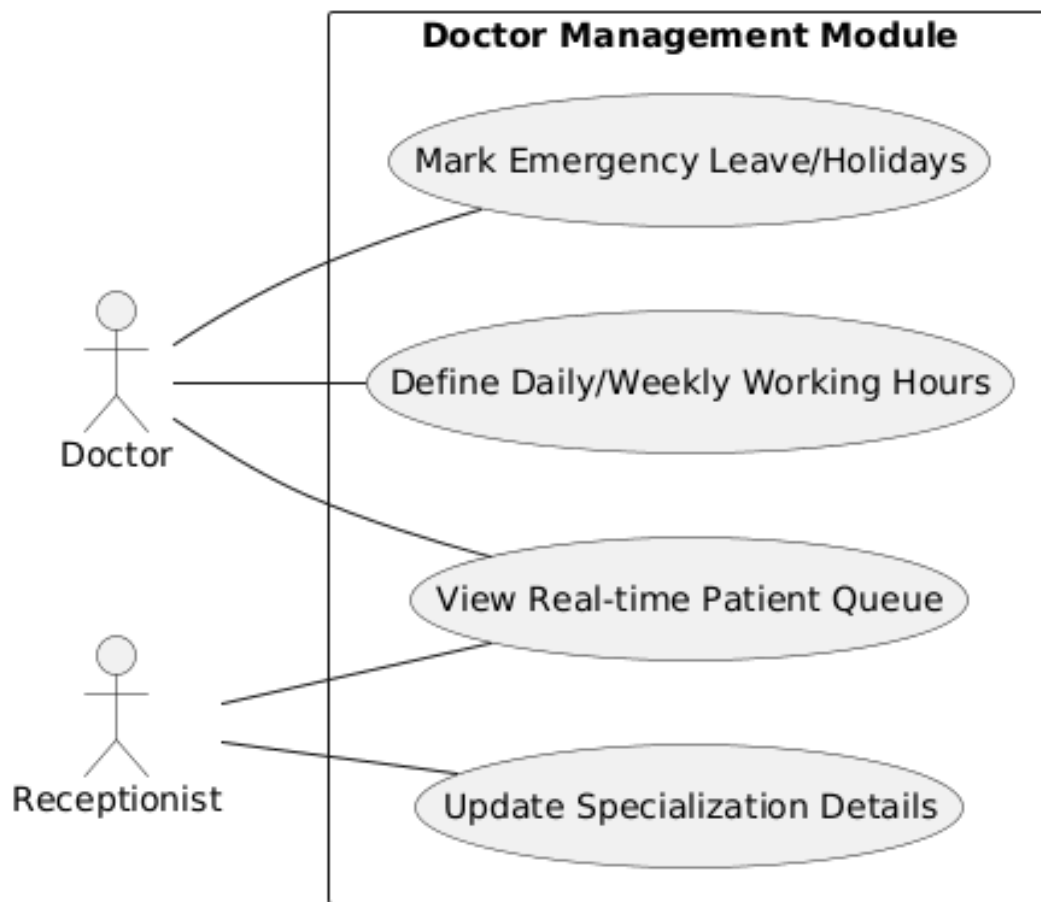 Doctor Management Module
Mark Emergency Leave/Holidays
Define Daily/Weekly Working Hours
Doctor
View Real-time Patient Queue
Receptionist
Update Specialization Details